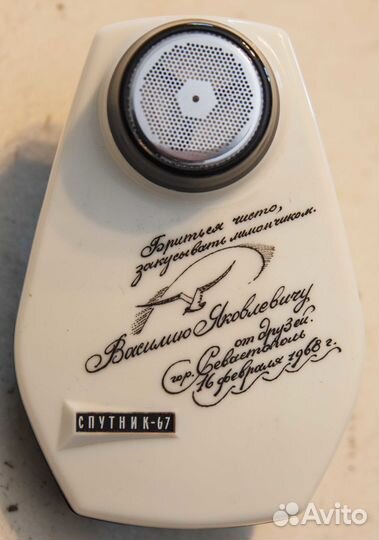 Бриться чисто,
закусывать лимончиком.
Василию Яковлевичу
от друзей.
гор. Севастополь
16 февраля 1968 г.
СПУТНИК-67
Avito